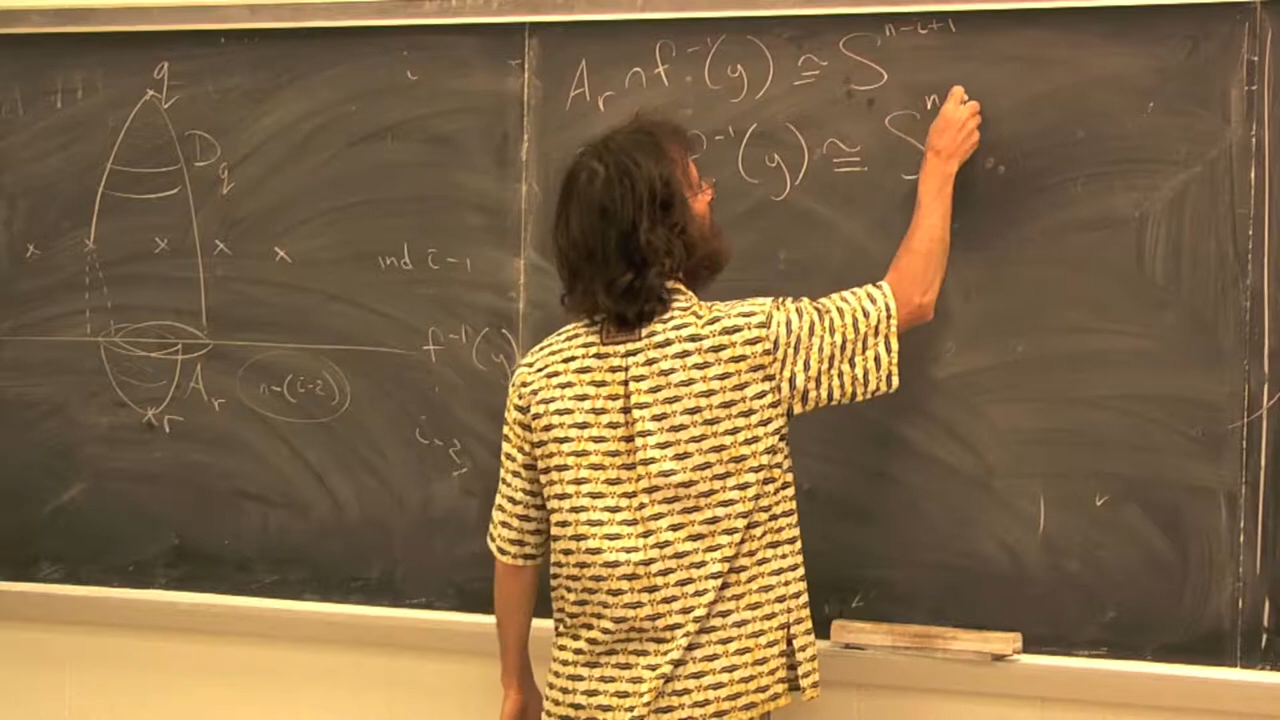 q
i
D_q
x x x x x
ind i-1
f^{-1}(y)
A_r
n-(i-2)
x r
i-2
A_r ∩ f^{-1}(y) ≅ S^{n-i+1}
^{-1}(y) ≅ S^n